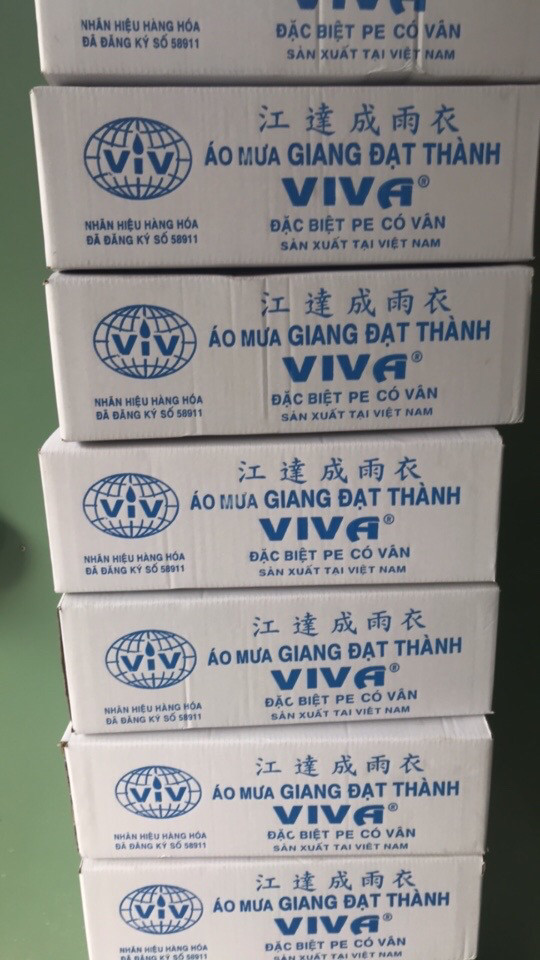 VIVA
NHÃN HIỆU HÀNG HÓA
ĐÃ ĐĂNG KÝ SỐ 58911
ĐẶC BIỆT PE CÓ VÂN
SẢN XUẤT TẠI VIỆT NAM
江達成雨衣
ViV
ÁO MƯA GIANG ĐẠT THÀNH
VIVA®
NHÃN HIỆU HÀNG HÓA
ĐÃ ĐĂNG KÝ SỐ 58911
ĐẶC BIỆT PE CÓ VÂN
SẢN XUẤT TẠI VIỆT NAM
江達成雨衣
ViV
ÁO MƯA GIANG ĐẠT THÀNH
VIVA®
NHÃN HIỆU HÀNG HÓA
ĐÃ ĐĂNG KÝ SỐ 58911
ĐẶC BIỆT PE CÓ VÂN
SẢN XUẤT TẠI VIỆT NAM
江達成雨衣
ViV
ÁO MƯA GIANG ĐẠT THÀNH
VIVA®
NHÃN HIỆU HÀNG HÓA
ĐÃ ĐĂNG KÝ SỐ 58911
ĐẶC BIỆT PE CÓ VÂN
SẢN XUẤT TẠI VIỆT NAM
江達成雨衣
ViV
ÁO MƯA GIANG ĐẠT THÀNH
VIVA®
NHÃN HIỆU HÀNG HÓA
ĐÃ ĐĂNG KÝ SỐ 58911
ĐẶC BIỆT PE CÓ VÂN
SẢN XUẤT TẠI VIỆT NAM
江達成雨衣
ViV
ÁO MƯA GIANG ĐẠT THÀNH
VIVA®
NHÃN HIỆU HÀNG HÓA
ĐÃ ĐĂNG KÝ SỐ 58911
ĐẶC BIỆT PE CÓ VÂN
SẢN XUẤT TẠI VIỆT NAM
江達成雨衣
ViV
ÁO MƯA GIANG ĐẠT THÀNH
VIVA®
NHÃN HIỆU HÀNG HÓA
ĐÃ ĐĂNG KÝ SỐ 58911
ĐẶC BIỆT PE CÓ VÂN
SẢN XUẤT TẠI VIỆT NAM